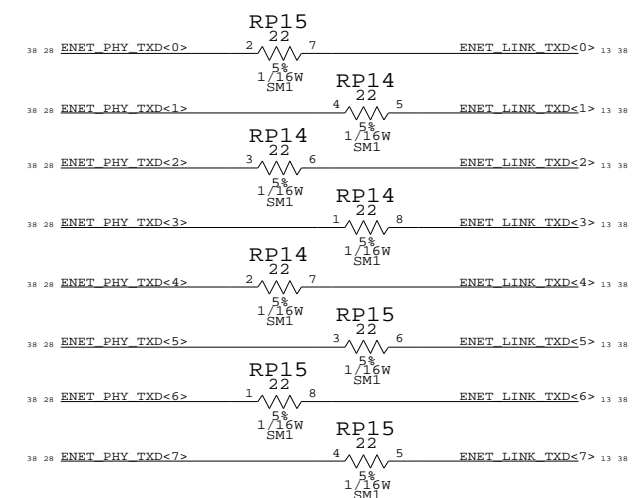 RP15
22
38 28 ENET_PHY_TXD<0> 2 7 ENET_LINK_TXD<0> 13 38
5%
1/16W
SM1
RP14
22
38 28 ENET_PHY_TXD<1> 4 5 ENET_LINK_TXD<1> 13 38
5%
1/16W
SM1
RP14
22
38 28 ENET_PHY_TXD<2> 3 6 ENET_LINK_TXD<2> 13 38
5%
1/16W
SM1
RP14
22
38 28 ENET_PHY_TXD<3> 1 8 ENET_LINK_TXD<3> 13 38
5%
1/16W
SM1
RP14
22
38 28 ENET_PHY_TXD<4> 2 7 ENET_LINK_TXD<4> 13 38
5%
1/16W
SM1
RP15
22
38 28 ENET_PHY_TXD<5> 3 6 ENET_LINK_TXD<5> 13 38
5%
1/16W
SM1
RP15
22
38 28 ENET_PHY_TXD<6> 1 8 ENET_LINK_TXD<6> 13 38
5%
1/16W
SM1
RP15
22
38 28 ENET_PHY_TXD<7> 4 5 ENET_LINK_TXD<7> 13 38
5%
1/16W
SM1